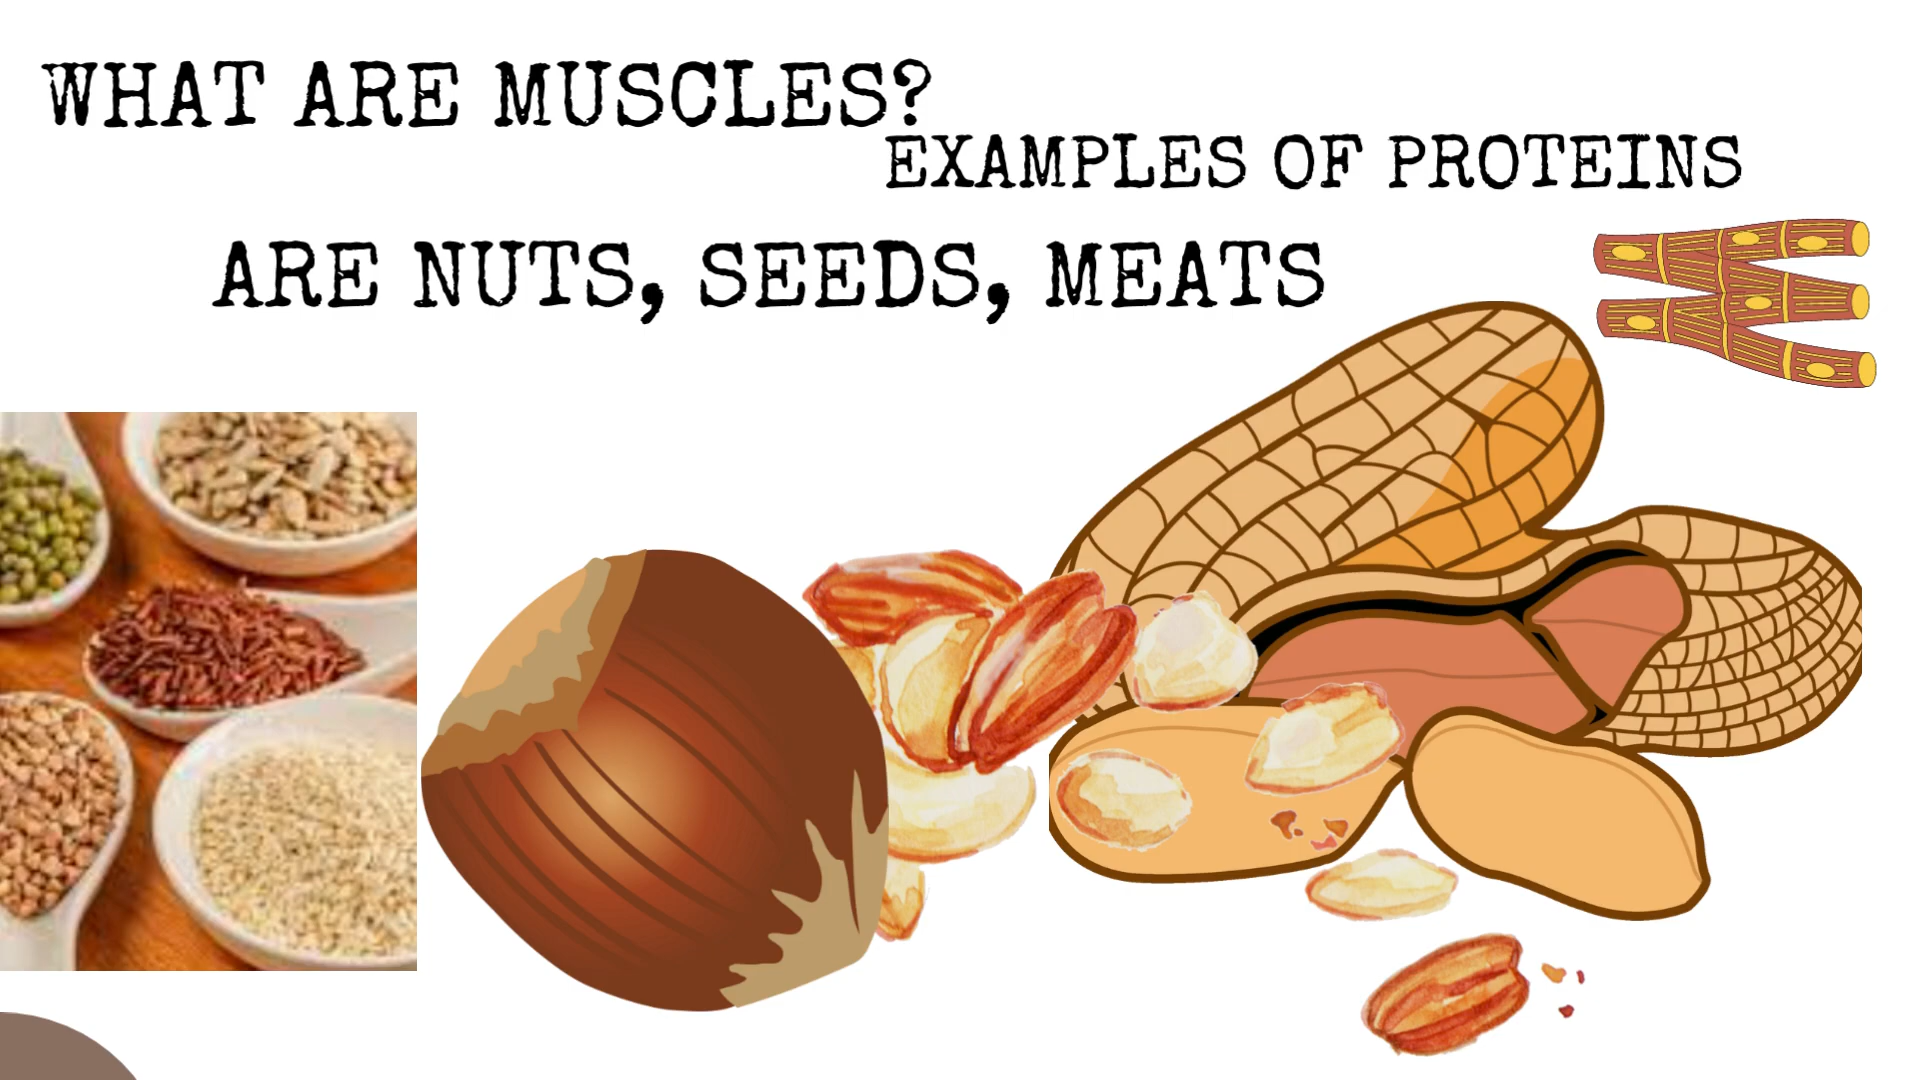 WHAT ARE MUSCLES?
EXAMPLES OF PROTEINS
ARE NUTS, SEEDS, MEATS